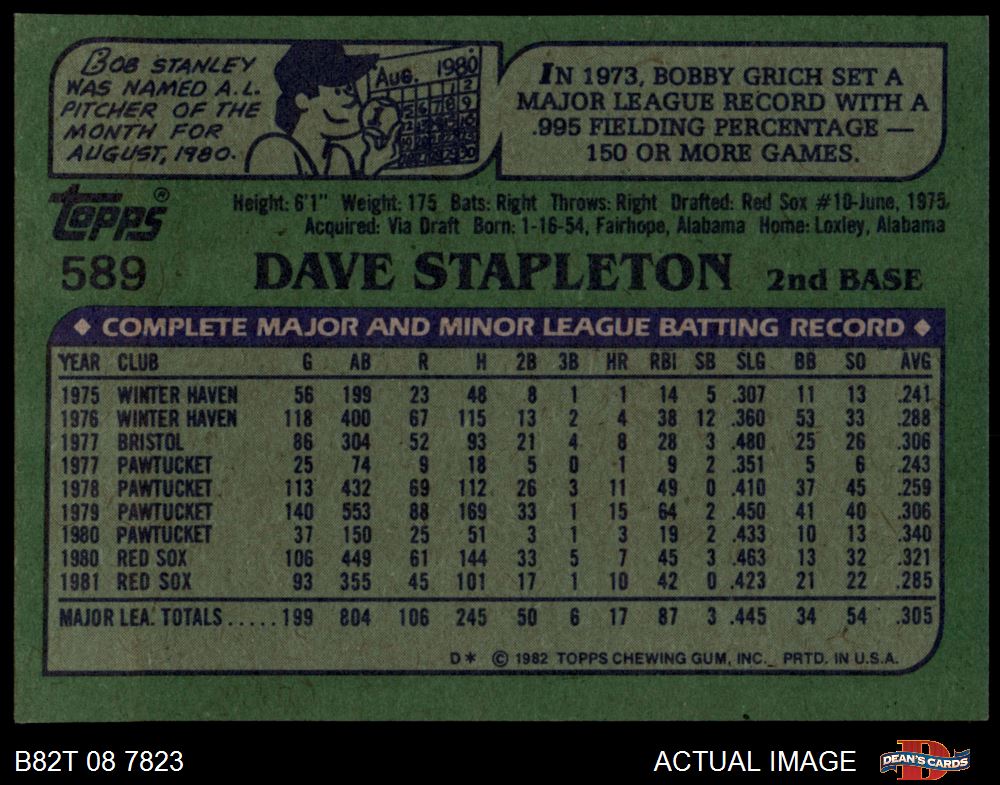 BOB STANLEY
WAS NAMED A.L.
PITCHER OF THE
MONTH FOR
AUGUST, 1980.
AUG. 1980
IN 1973, BOBBY GRICH SET A
MAJOR LEAGUE RECORD WITH A
.995 FIELDING PERCENTAGE —
150 OR MORE GAMES.
TOPPS®
Height: 6'1" Weight: 175 Bats: Right Throws: Right Drafted: Red Sox #10-June, 1975.
Acquired: Via Draft Born: 1-16-54, Fairhope, Alabama Home: Loxley, Alabama
589 DAVE STAPLETON 2nd BASE
◆ COMPLETE MAJOR AND MINOR LEAGUE BATTING RECORD ◆
YEAR CLUB G AB R H 2B 3B HR RBI SB SLG BB SO AVG
1975 WINTER HAVEN 56 199 23 48 8 1 1 14 5 .307 11 13 .241
1976 WINTER HAVEN 118 400 67 115 13 2 4 38 12 .360 53 33 .288
1977 BRISTOL 86 304 52 93 21 4 8 28 3 .480 25 26 .306
1977 PAWTUCKET 25 74 9 18 5 0 1 9 2 .351 5 6 .243
1978 PAWTUCKET 113 432 69 112 26 3 11 49 0 .410 37 45 .259
1979 PAWTUCKET 140 553 88 169 33 1 15 64 2 .450 41 40 .306
1980 PAWTUCKET 37 150 25 51 3 1 3 19 2 .433 10 13 .340
1980 RED SOX 106 449 61 144 33 5 7 45 3 .463 13 32 .321
1981 RED SOX 93 355 45 101 17 1 10 42 0 .423 21 22 .285
MAJOR LEA. TOTALS.....199 804 106 245 50 6 17 87 3 .445 34 54 .305
D* © 1982 TOPPS CHEWING GUM, INC. PRTD. IN U.S.A.
B82T 08 7823 ACTUAL IMAGE DEAN'S CARDS